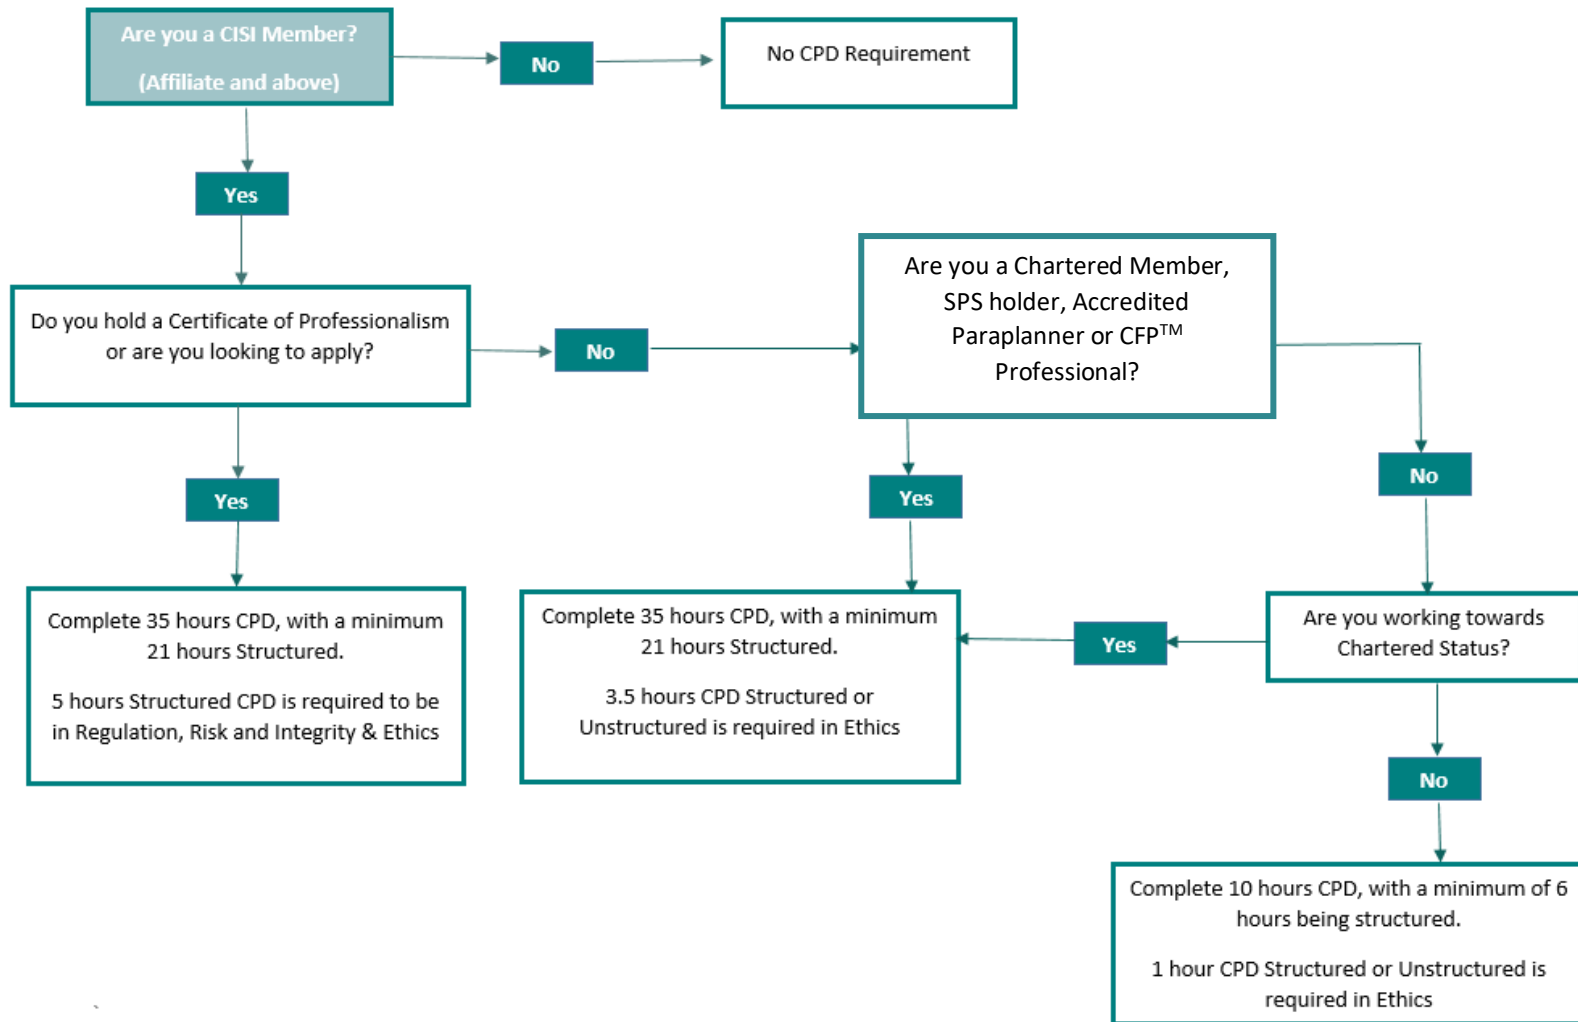 Are you a CISI Member?
(Affiliate and above)
No
No CPD Requirement
Yes
Do you hold a Certificate of Professionalism
or are you looking to apply?
No
Are you a Chartered Member,
SPS holder, Accredited
Paraplanner or CFP™
Professional?
Yes
Yes
No
Complete 35 hours CPD, with a minimum
21 hours Structured.
5 hours Structured CPD is required to be
in Regulation, Risk and Integrity & Ethics
Complete 35 hours CPD, with a minimum
21 hours Structured.
3.5 hours CPD Structured or
Unstructured is required in Ethics
Yes
Are you working towards
Chartered Status?
No
Complete 10 hours CPD, with a minimum of 6
hours being structured.
1 hour CPD Structured or Unstructured is
required in Ethics